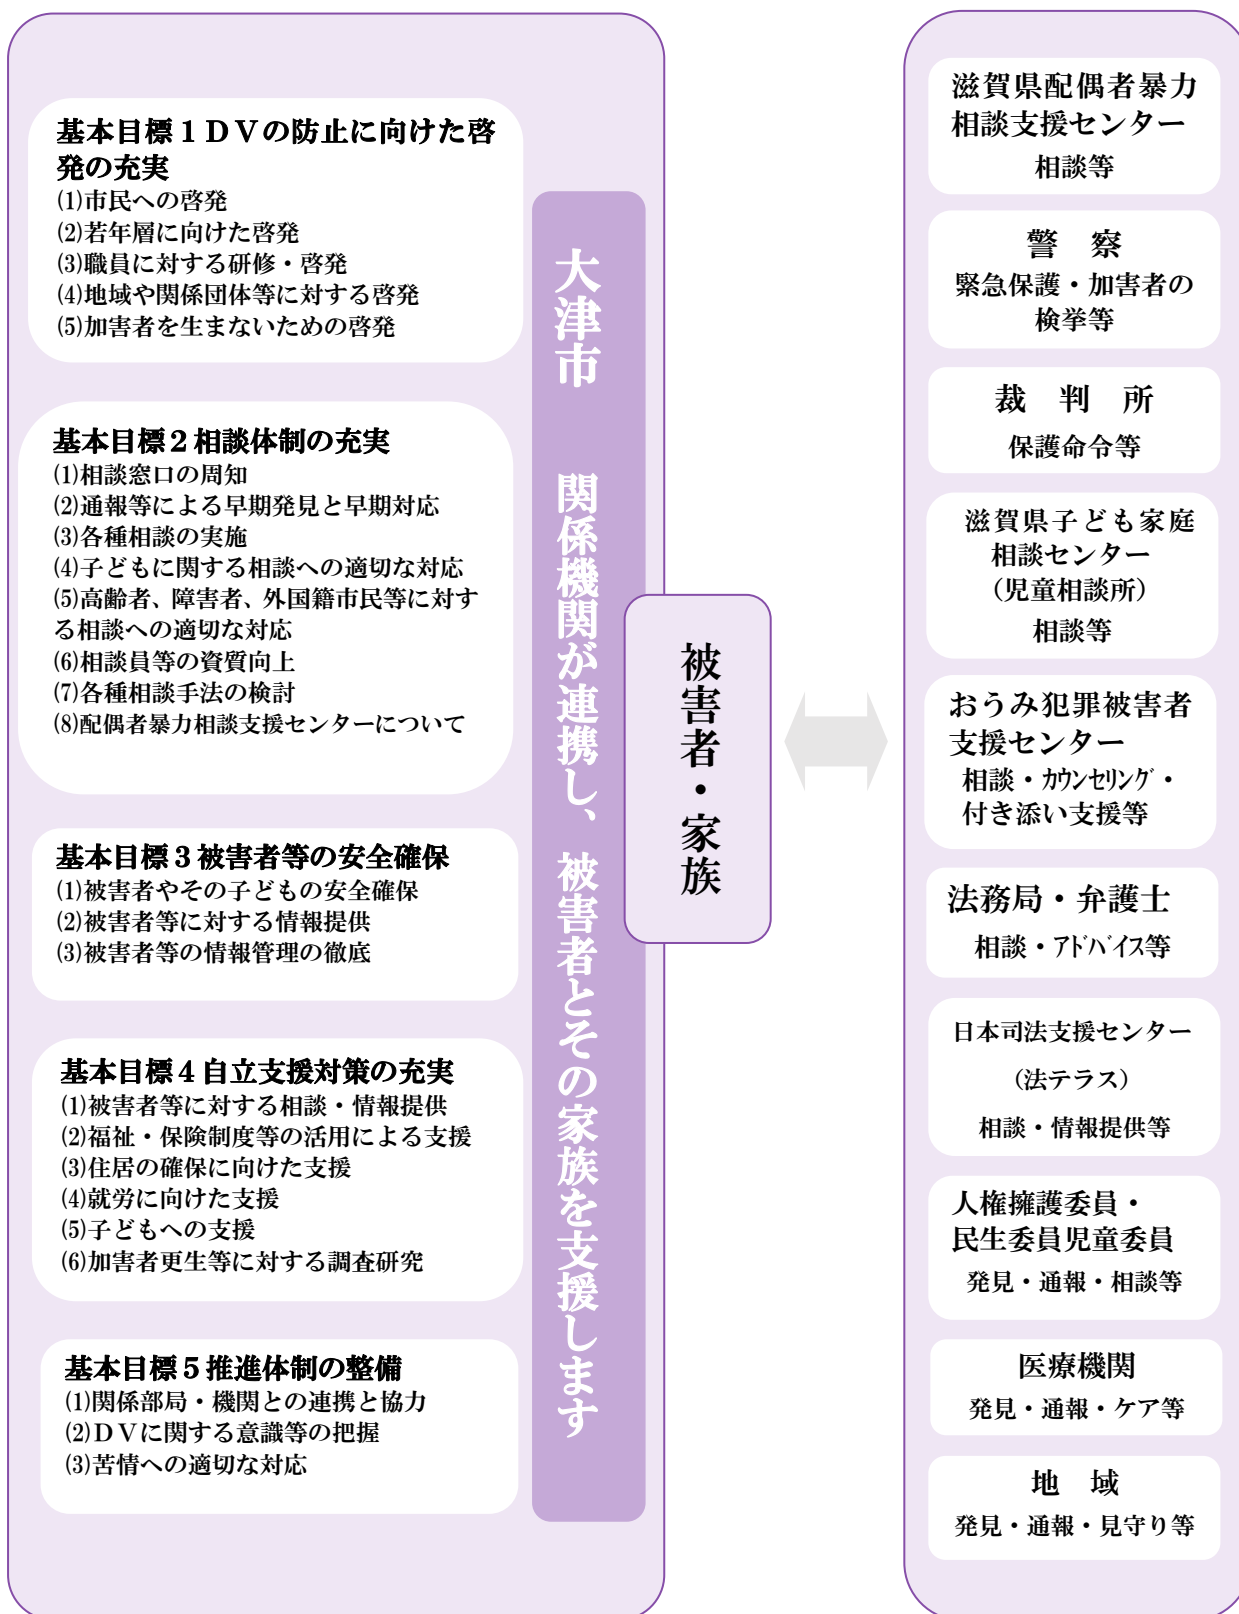 基本目標１ＤＶの防止に向けた啓
発の充実
⑴市民への啓発
⑵若年層に向けた啓発
⑶職員に対する研修・啓発
⑷地域や関係団体等に対する啓発
⑸加害者を生まないための啓発
基本目標２相談体制の充実
⑴相談窓口の周知
⑵通報等による早期発見と早期対応
⑶各種相談の実施
⑷子どもに関する相談への適切な対応
⑸高齢者、障害者、外国籍市民等に対す
る相談への適切な対応
⑹相談員等の資質向上
⑺各種相談手法の検討
⑻配偶者暴力相談支援センターについて
基本目標３被害者等の安全確保
⑴被害者やその子どもの安全確保
⑵被害者等に対する情報提供
⑶被害者等の情報管理の徹底
基本目標４自立支援対策の充実
⑴被害者等に対する相談・情報提供
⑵福祉・保険制度等の活用による支援
⑶住居の確保に向けた支援
⑷就労に向けた支援
⑸子どもへの支援
⑹加害者更生等に対する調査研究
基本目標５推進体制の整備
⑴関係部局・機関との連携と協力
⑵ＤＶに関する意識等の把握
⑶苦情への適切な対応
大津市　関係機関が連携し、被害者とその家族を支援します
被害者・家族
滋賀県配偶者暴力
相談支援センター
相談等
警　察
緊急保護・加害者の
検挙等
裁　判　所
保護命令等
滋賀県子ども家庭
相談センター
（児童相談所）
相談等
おうみ犯罪被害者
支援センター
相談・ｶｳﾝｾﾘﾝｸﾞ・
付き添い支援等
法務局・弁護士
相談・ｱﾄﾞﾊﾞｲｽ等
日本司法支援センター
（法テラス）
相談・情報提供等
人権擁護委員・
民生委員児童委員
発見・通報・相談等
医療機関
発見・通報・ケア等
地　域
発見・通報・見守り等